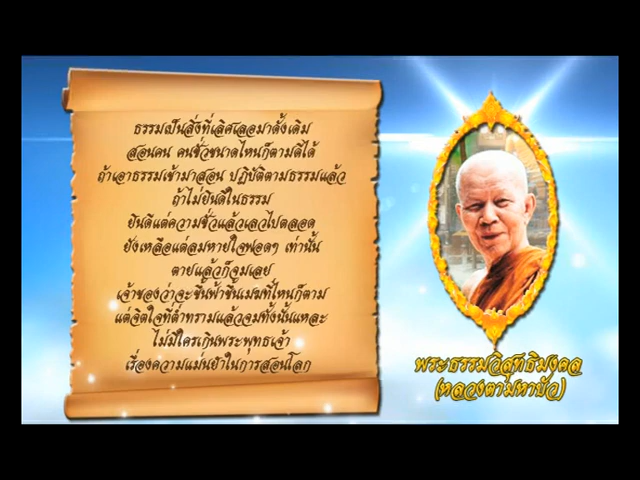 ธรรมเป็นสิ่งที่เลิศเลอมาดั้งเดิม
สอนคน คนชั่วขนาดไหนก็ตามดีได้
ถ้าเอาธรรมเข้ามาสอน ปฏิบัติตามธรรมแล้ว
ถ้าไม่ยินดีในธรรม
ยินดีแต่ความชั่วแล้วเลวไปตลอด
ยังเหลือแต่ลมหายใจฟอดๆ เท่านั้น
ตายแล้วก็จมเลย
เจ้าของว่าจะขึ้นฟ้าขึ้นเมฆที่ไหนก็ตาม
แต่จิตใจที่ต่ำทรามแล้วจมทั้งนั้นแหละ
ไม่มีใครเกินพระพุทธเจ้า
เรื่องความแม่นยำในการสอนโลก
พระธรรมวิสุทธิมงคล
(หลวงตามหาบัว)